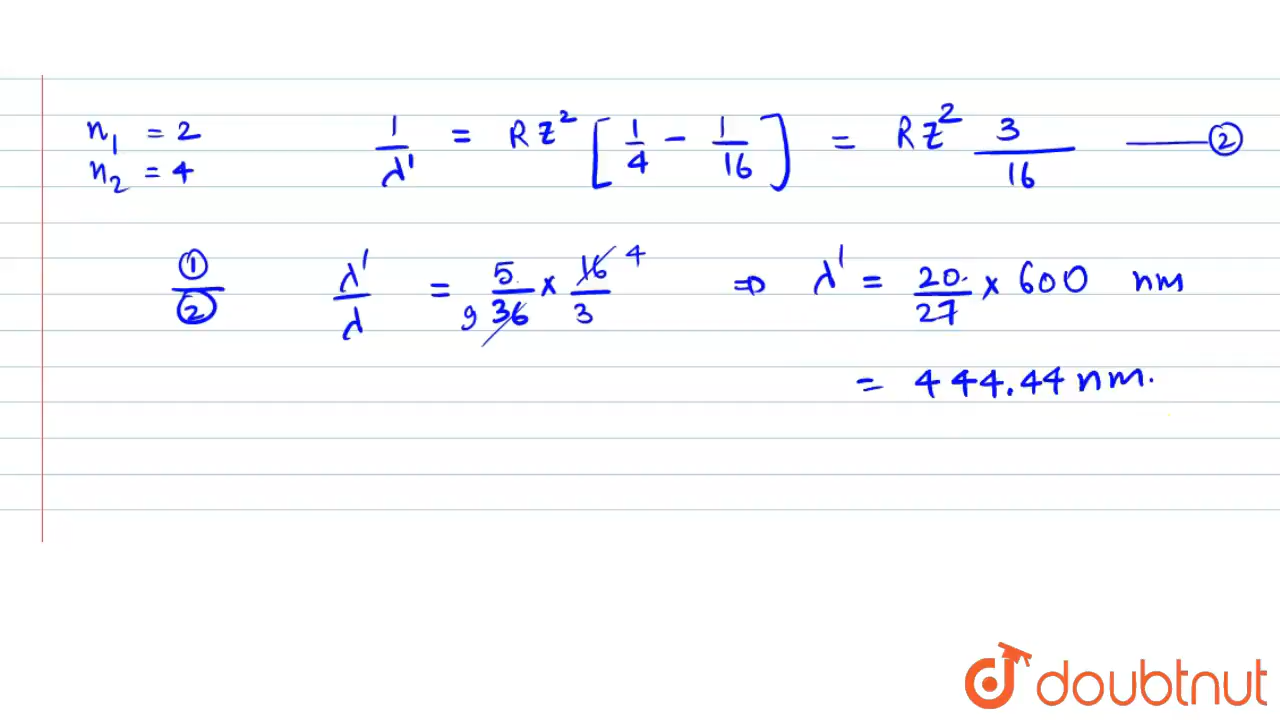 n₁ = 2
n₂ = 4
1/λ' = RZ² [1/4 - 1/16] = RZ² 3/16 —— ②
①/② λ'/λ = 5/36 × 16/3 9 4 ⇒ λ' = 20/27 × 600 nm
= 444.44 nm.
doubtnut